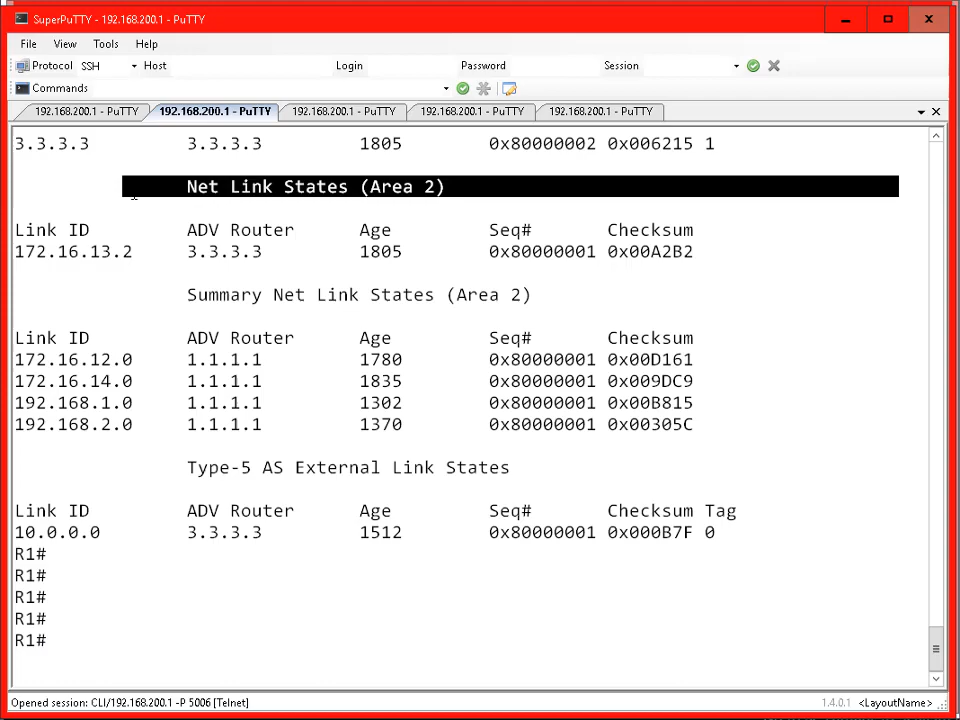 SuperPuTTY - 192.168.200.1 - PuTTY
File View Tools Help
Protocol SSH Host Login Password Session
Commands
192.168.200.1 - PuTTY 192.168.200.1 - PuTTY 192.168.200.1 - PuTTY 192.168.200.1 - PuTTY 192.168.200.1 - PuTTY
3.3.3.3 3.3.3.3 1805 0x80000002 0x006215 1
Net Link States (Area 2)
Link ID ADV Router Age Seq# Checksum
172.16.13.2 3.3.3.3 1805 0x80000001 0x00A2B2
Summary Net Link States (Area 2)
Link ID ADV Router Age Seq# Checksum
172.16.12.0 1.1.1.1 1780 0x80000001 0x00D161
172.16.14.0 1.1.1.1 1835 0x80000001 0x009DC9
192.168.1.0 1.1.1.1 1302 0x80000001 0x00B815
192.168.2.0 1.1.1.1 1370 0x80000001 0x00305C
Type-5 AS External Link States
Link ID ADV Router Age Seq# Checksum Tag
10.0.0.0 3.3.3.3 1512 0x80000001 0x000B7F 0
R1#
R1#
R1#
R1#
R1#
Opened session: CLI/192.168.200.1 -P 5006 [Telnet] 1.4.0.1 <LayoutName>